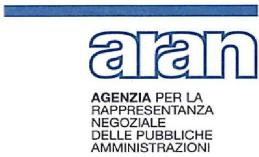 aran
AGENZIA PER LA
RAPPRESENTANZA
NEGOZIALE
DELLE PUBBLICHE
AMMINISTRAZIONI